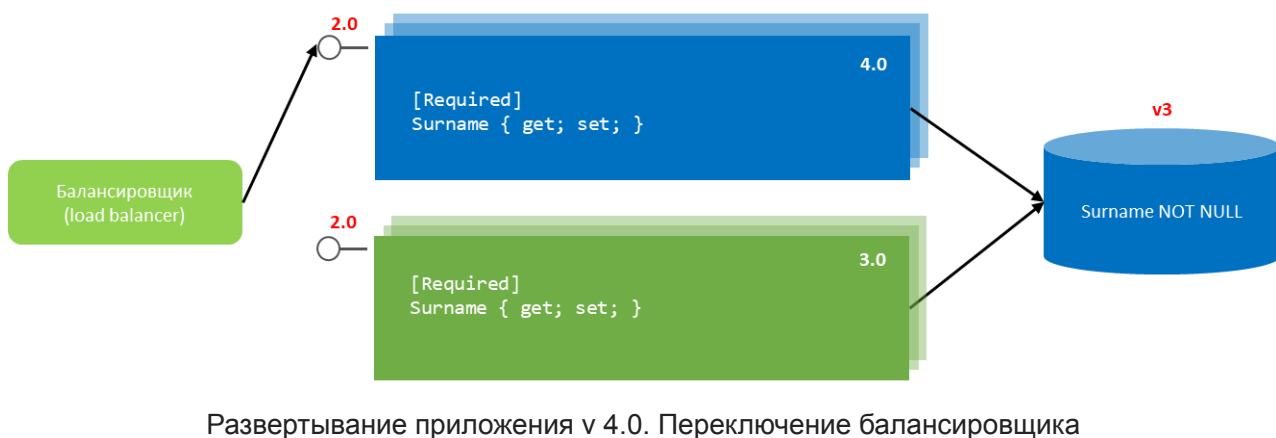 2.0
4.0
[Required]
Surname { get; set; }
v3
Балансировщик
(load balancer)
Surname NOT NULL
2.0
3.0
[Required]
Surname { get; set; }
Развертывание приложения v 4.0. Переключение балансировщика